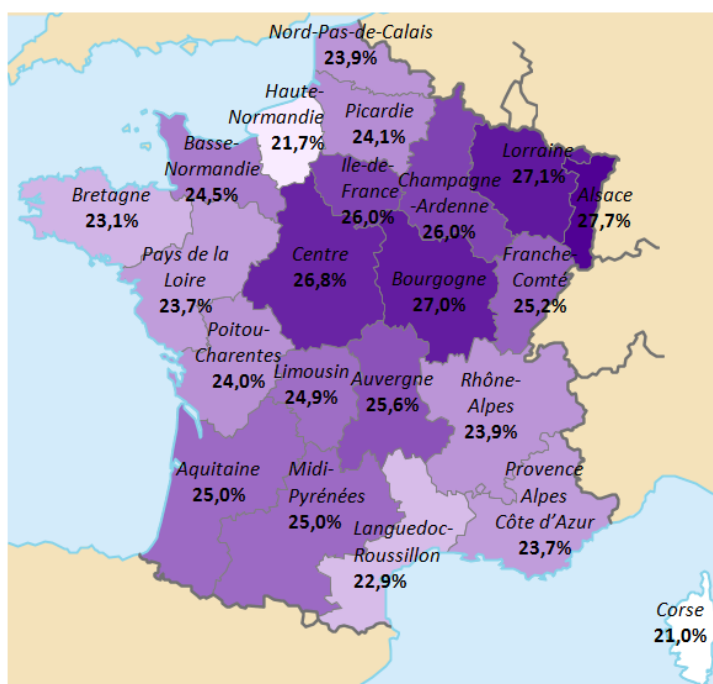 Nord-Pas-de-Calais
23,9%
Haute-
Normandie
21,7%
Picardie
24,1%
Basse-
Normandie
24,5%
Ile-de-
France
26,0%
Champagne
-Ardenne
26,0%
Lorraine
27,1%
Alsace
27,7%
Bretagne
23,1%
Pays de la
Loire
23,7%
Centre
26,8%
Bourgogne
27,0%
Franche-
Comté
25,2%
Poitou-
Charentes
24,0%
Limousin
24,9%
Auvergne
25,6%
Rhône-
Alpes
23,9%
Aquitaine
25,0%
Midi-
Pyrénées
25,0%
Languedoc-
Roussillon
22,9%
Provence
Alpes
Côte d’Azur
23,7%
Corse
21,0%